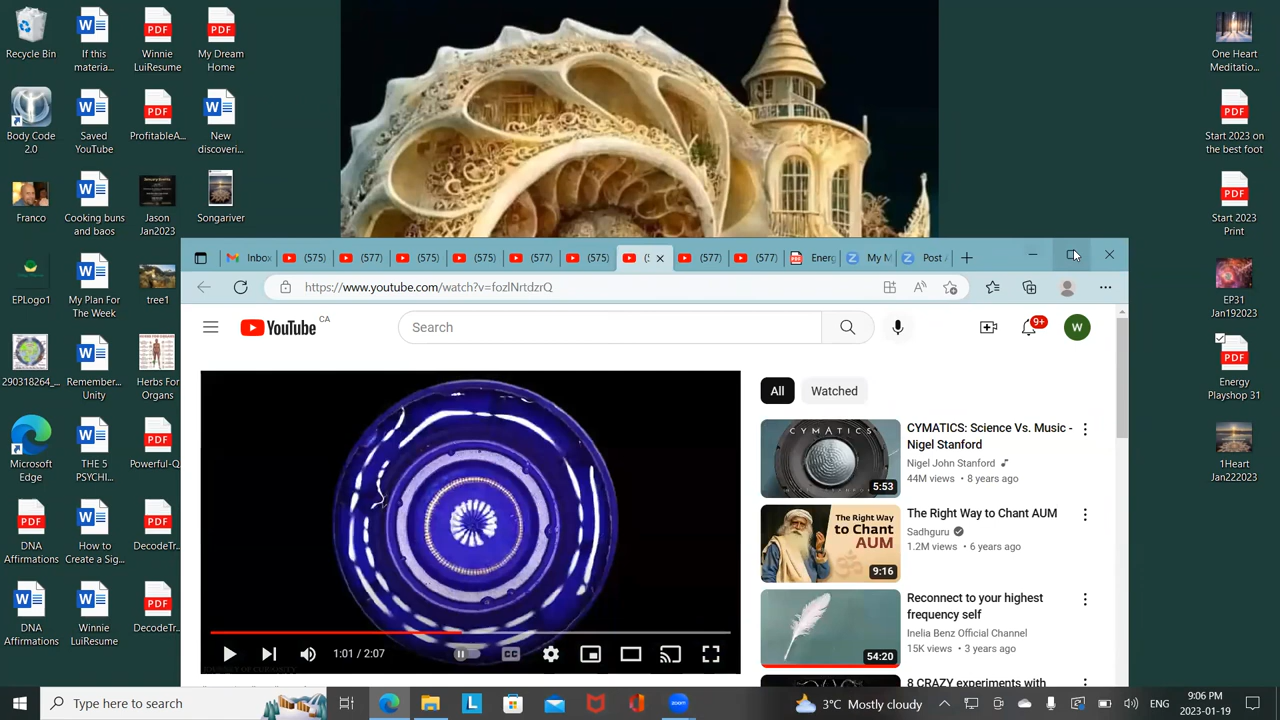 Recycle Bin
If this
materia...
Winnie
LuiResume
My Dream
Home
Body Code
2.0
Saved
YouTube
ProfitableA...
New
discoveri...
Franco
Cooking buns
and baos
Jason
Jan2023
Songariver
EPLogo1
My Plan For
The Week
tree1
290318264_...
Remember...
Unity
Herbs For
Organs
Microsoft
Edge
THE 5
PSYCHI...
Powerful-Q...
DNA
Affirmations
How to
Create a Sig...
DecodeTr...
DNA
Affirmations
Winnie
LuiResume
DecodeTr...
One Heart
Meditatio...
Start 2023 on
the best foot
Start 2023
Print
EP31
Jan192023
Energy
Playshop 31
1Heart
Jan222023
Inbox
(575)
(577)
(575)
(575)
(577)
(575)
(577)
(577)
Energ
My M
Post A
https://www.youtube.com/watch?v=fozlNrtdzrQ
YouTube CA
Search
9+
W
All
Watched
CYMATICS
5:53
CYMATICS: Science Vs. Music -
Nigel Stanford
Nigel John Stanford
44M views • 8 years ago
The Right Way
to Chant
AUM
9:16
The Right Way to Chant AUM
Sadhguru
1.2M views • 6 years ago
54:20
Reconnect to your highest
frequency self
Inelia Benz Official Channel
15K views • 3 years ago
8 CRAZY experiments with
1:01 / 2:07
CC
Type here to search
L
zoom
3°C Mostly cloudy
ENG
9:06 PM
2023-01-19